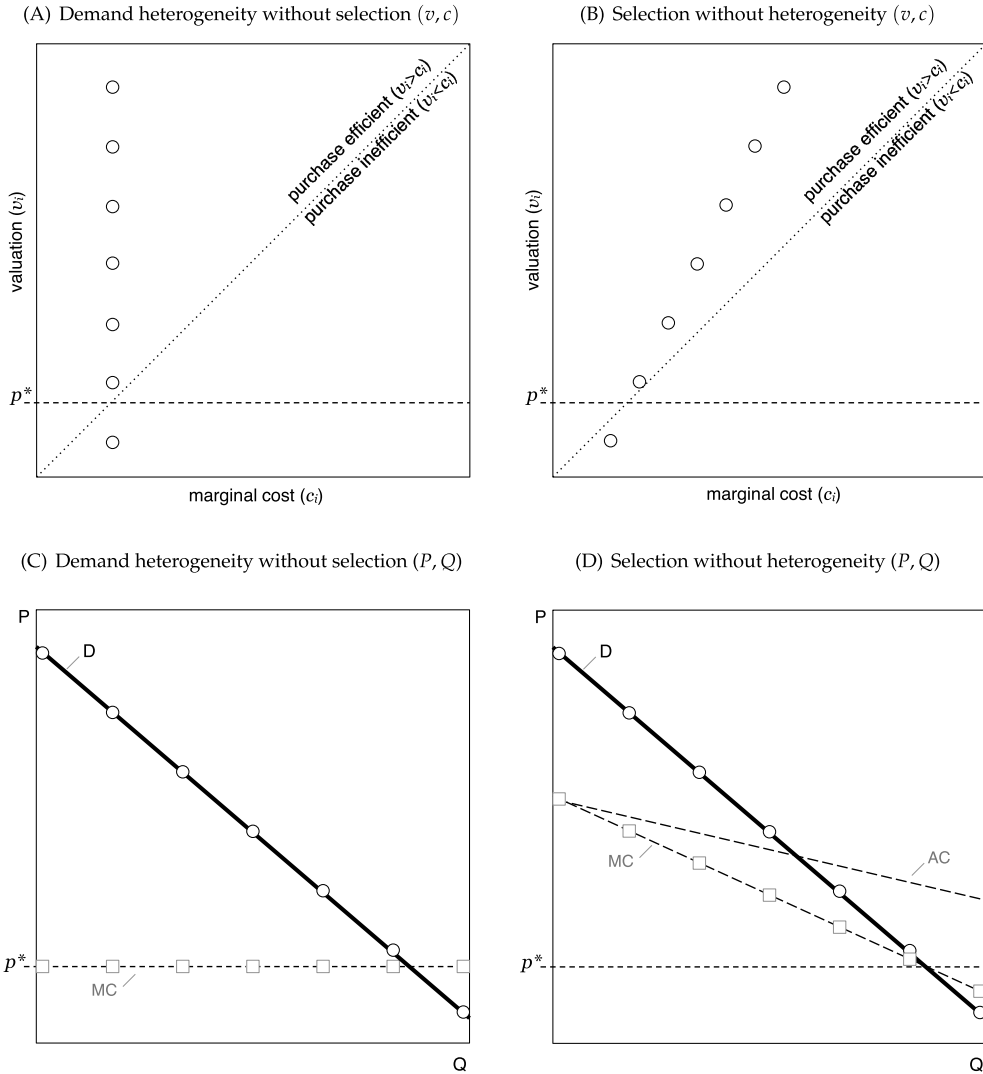 (A) Demand heterogeneity without selection (v, c)
valuation (vi)
purchase efficient (vi>ci)
purchase inefficient (vi<ci)
p*
marginal cost (ci)
(B) Selection without heterogeneity (v, c)
valuation (vi)
purchase efficient (vi>ci)
purchase inefficient (vi<ci)
p*
marginal cost (ci)
(C) Demand heterogeneity without selection (P, Q)
P
D
p*
MC
Q
(D) Selection without heterogeneity (P, Q)
P
D
MC
AC
p*
Q